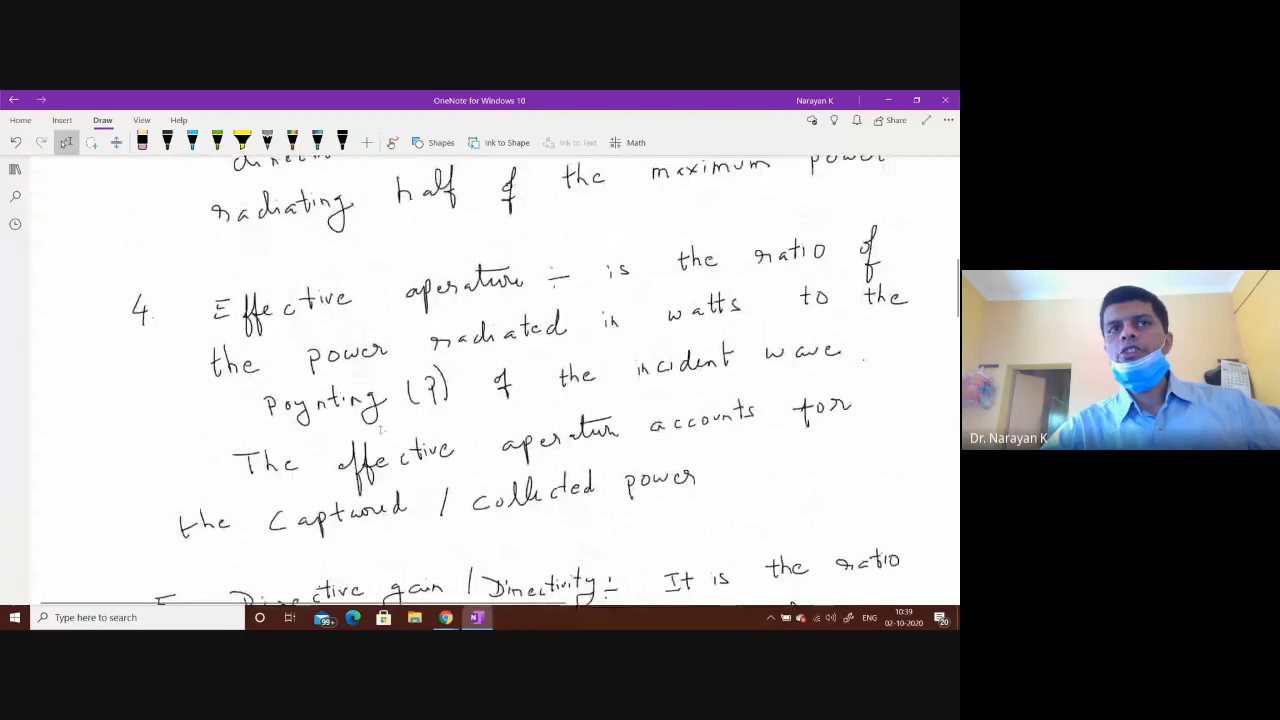 OneNote for Windows 10
Narayan K
Home Insert Draw View Help
Share
Shapes Ink to Shape Ink to Text Math
radiating half of the maximum power
4. Effective aperature ÷ is the ratio of
the power radiated in watts to the
Poynting (P) of the incident wave.
The effective aperatur accounts for
the Captured / collected power
Directive gain / Directivity ÷ It is the ratio
Dr. Narayan K
Type here to search
99+
ENG
10:39
02-10-2020
20